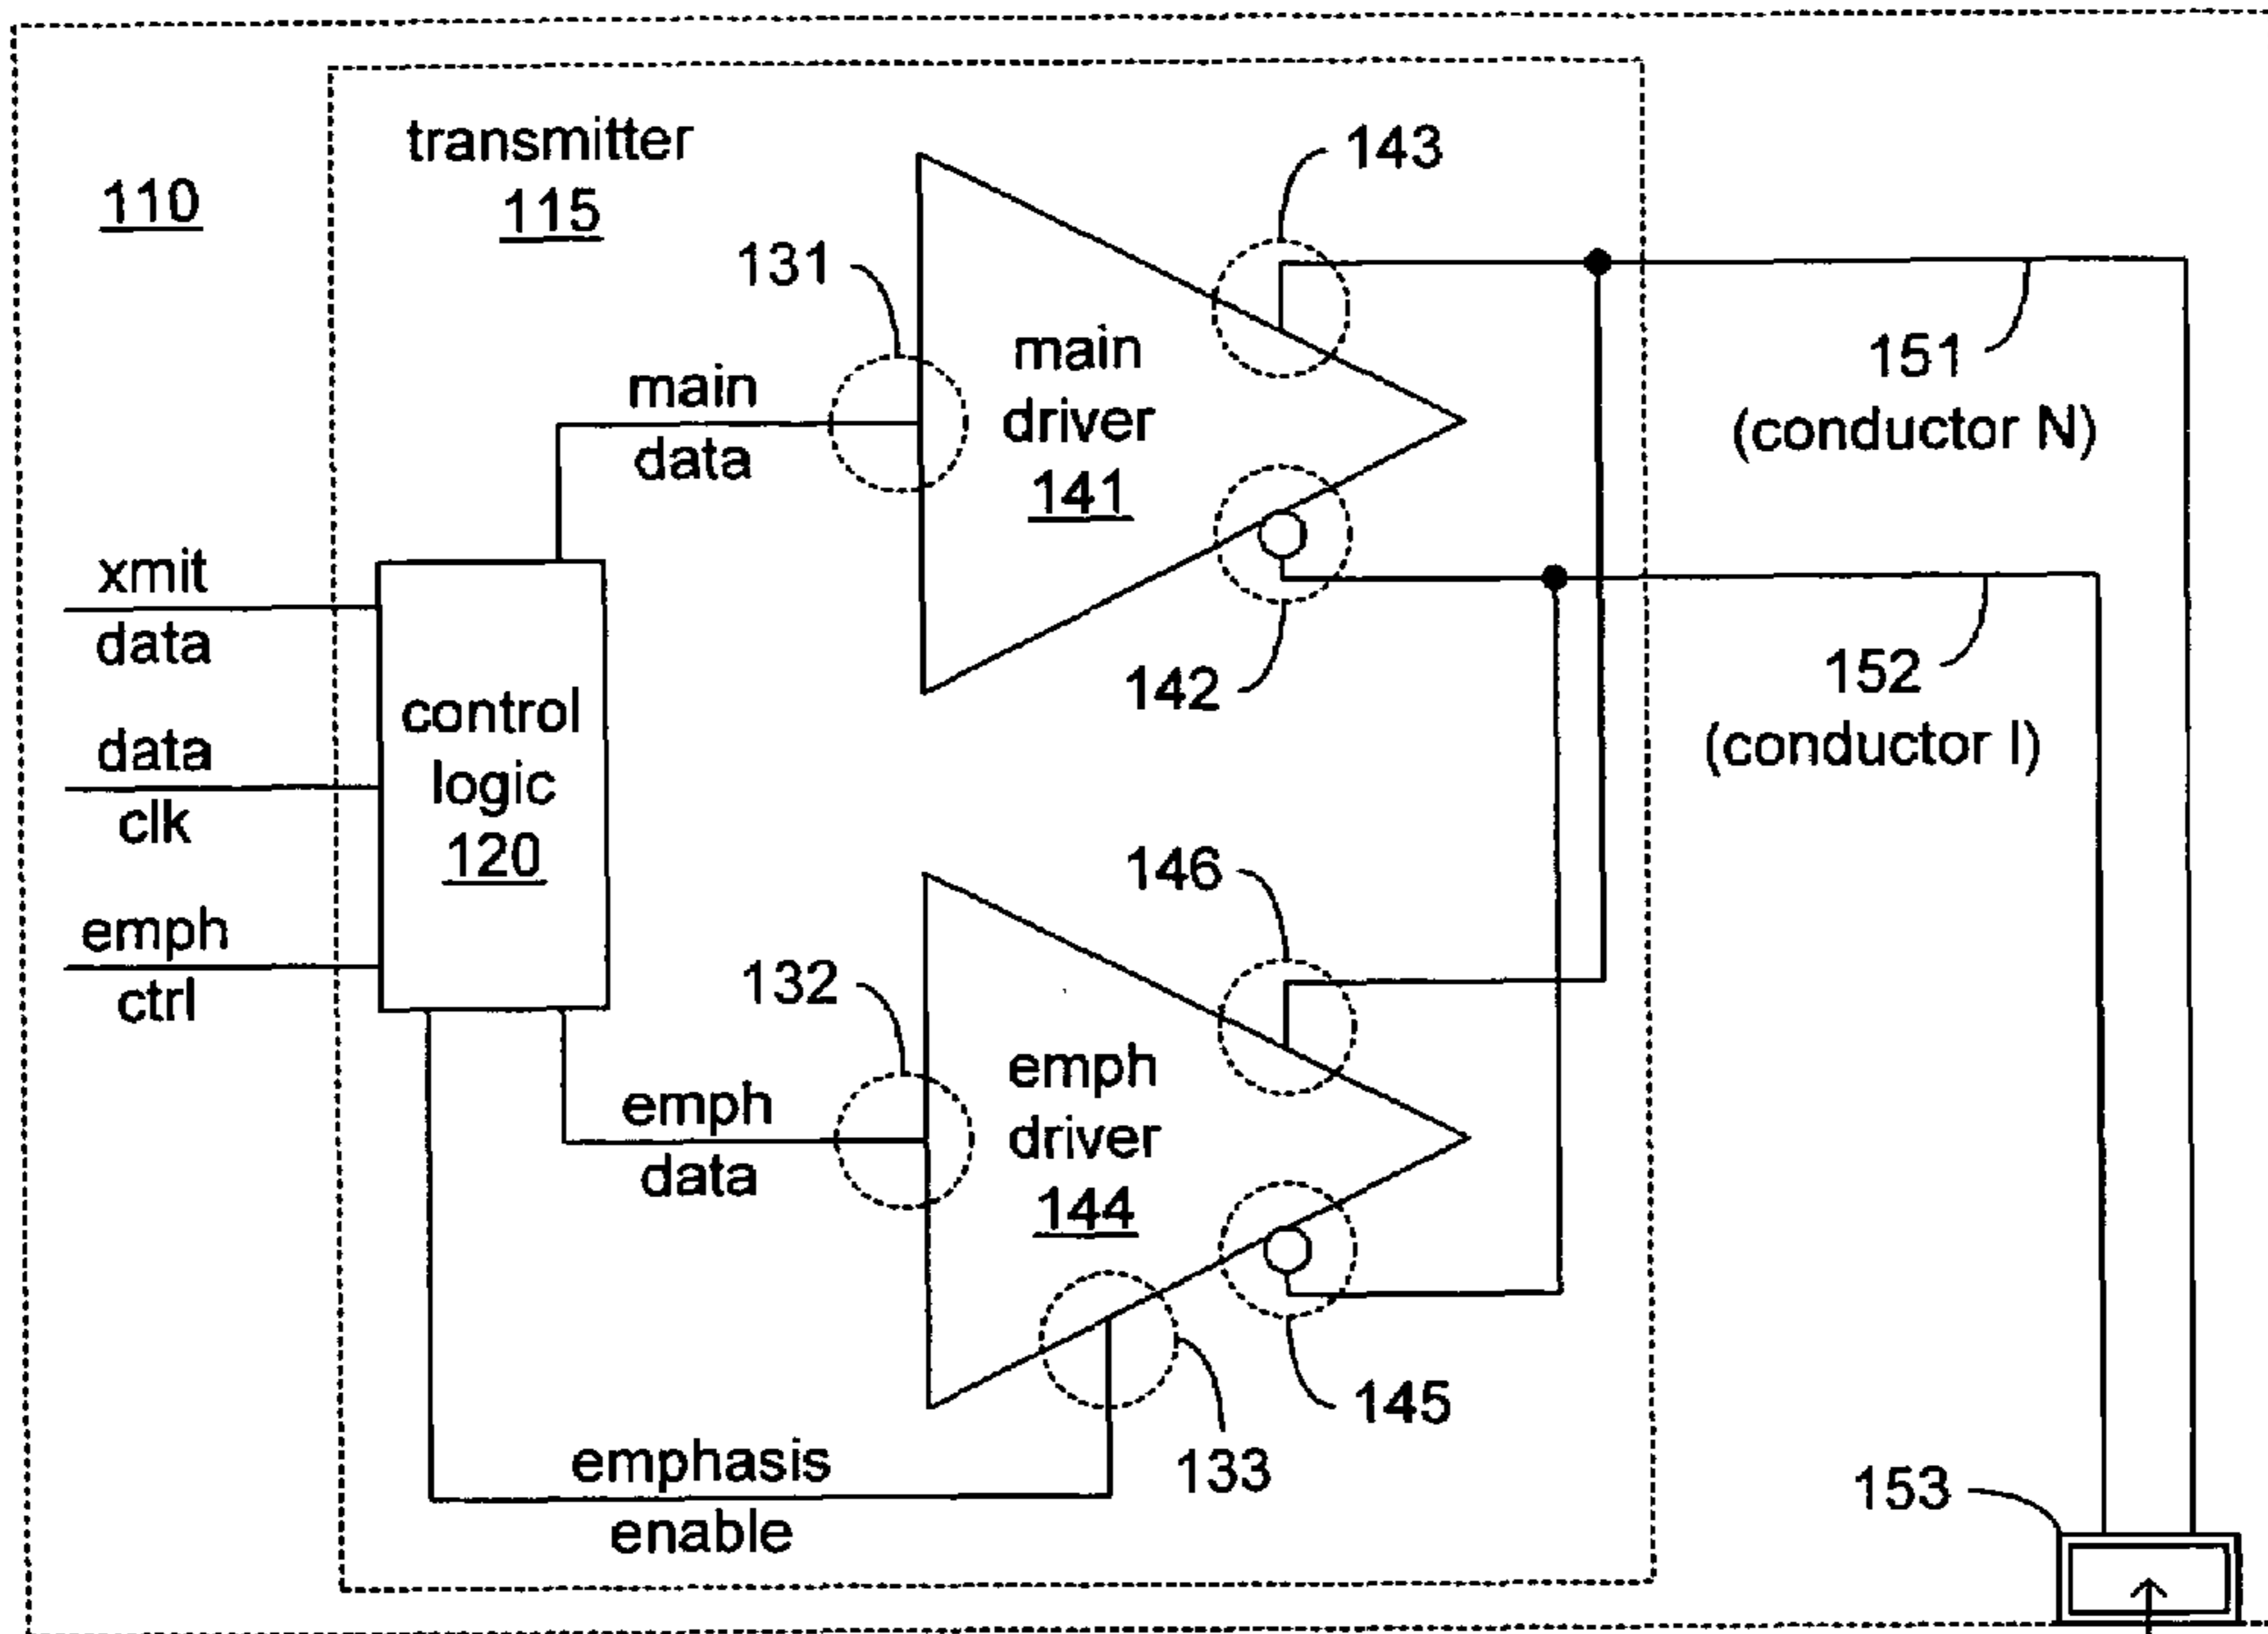 110
transmitter
115
143
131
main
data
main
driver
141
142
151
(conductor N)
152
(conductor I)
xmit
data
data
clk
emph
ctrl
control
logic
120
146
132
emph
data
emph
driver
144
145
133
emphasis
enable
153